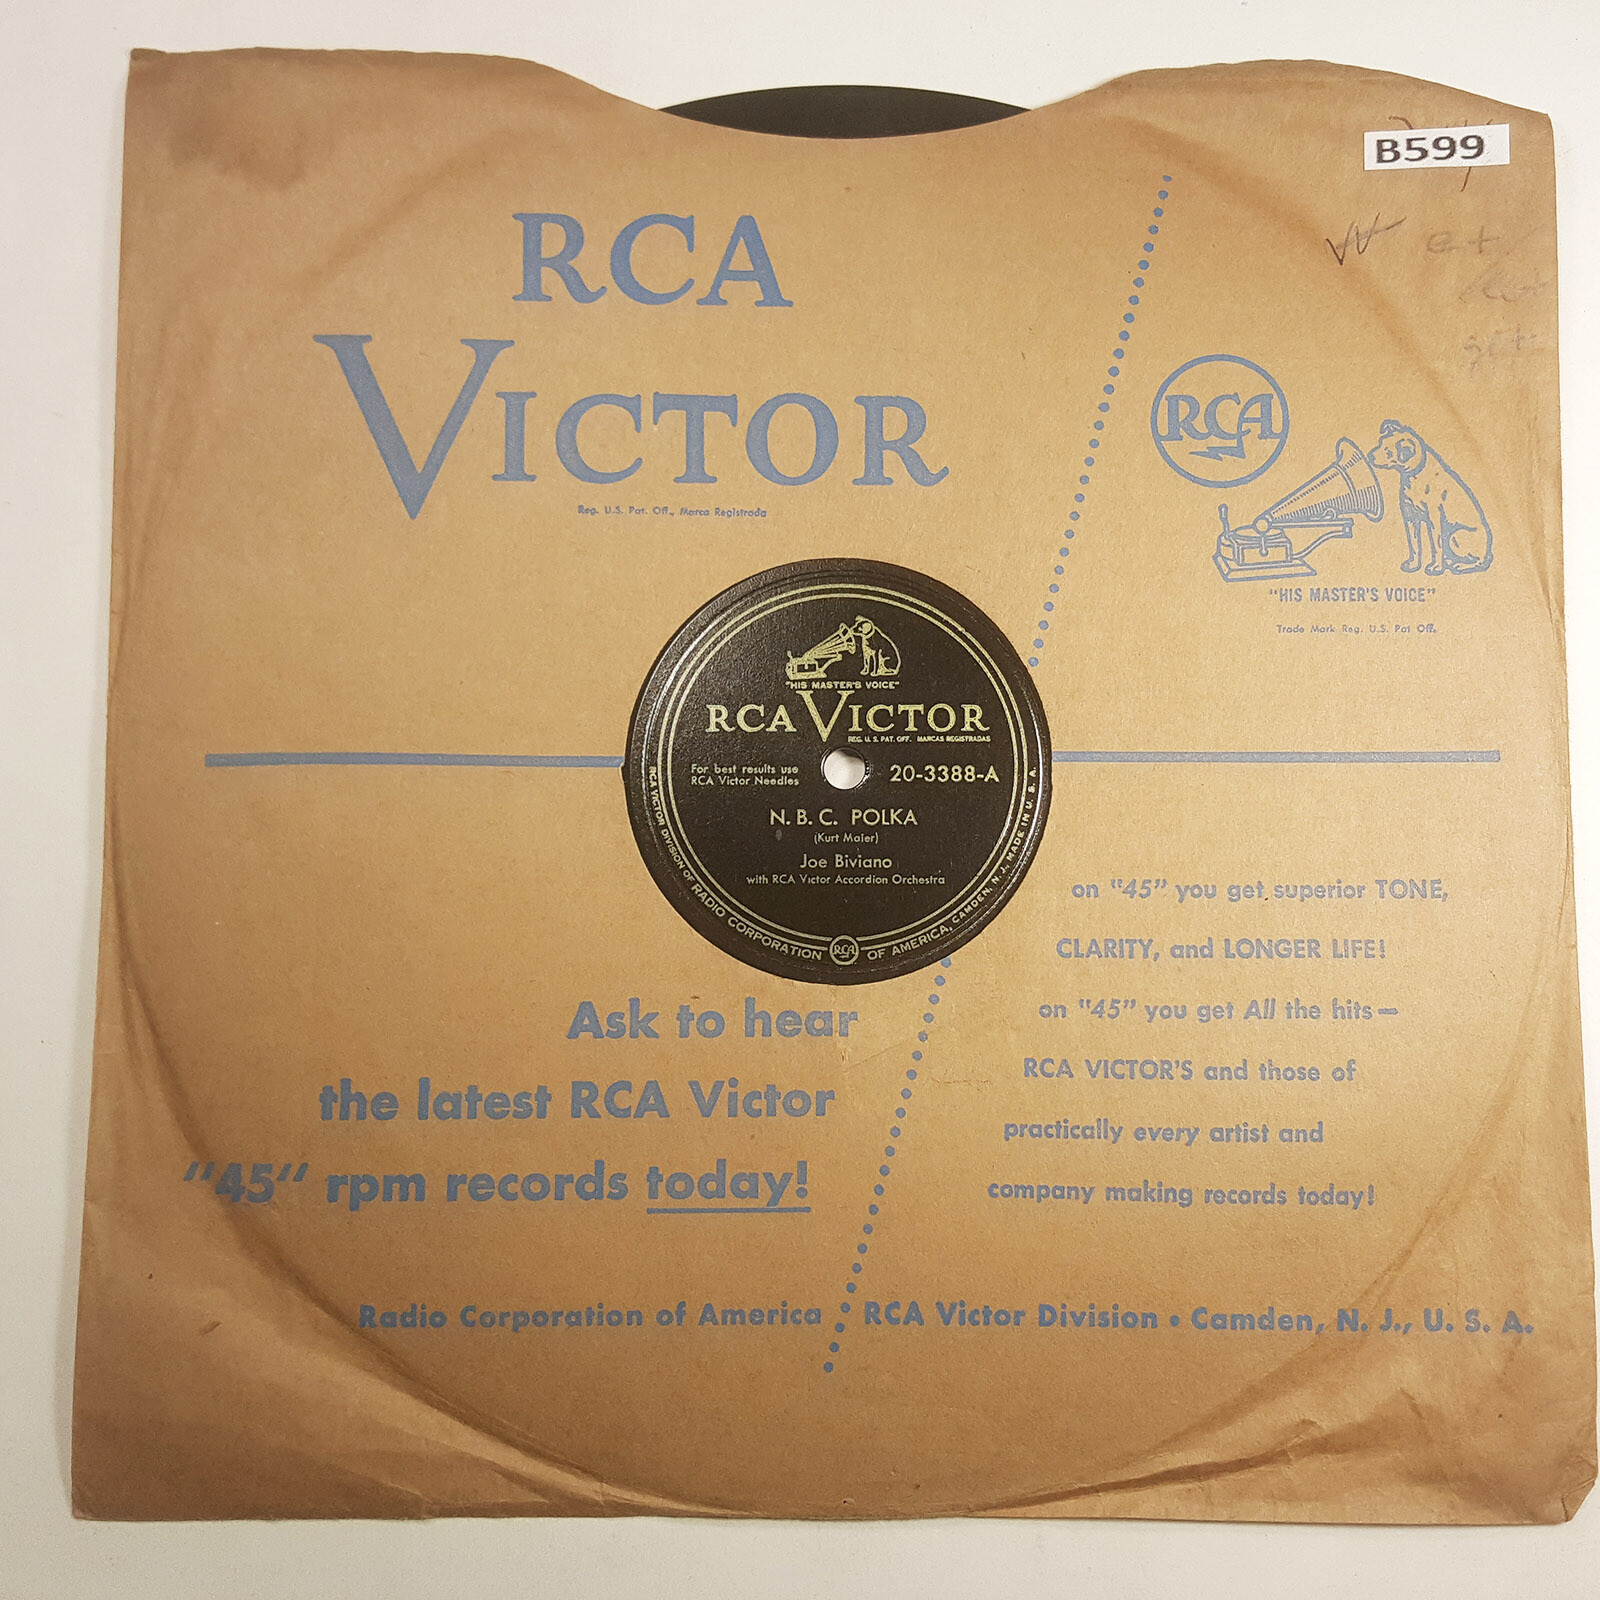 B599
RCA
VICTOR
Reg. U.S. Pat. Off., Marca Registrada
RCA
"HIS MASTER'S VOICE"
Trade Mark Reg. U.S. Pat Off.
"HIS MASTER'S VOICE"
RCA VICTOR
REG. U. S. PAT. OFF. MARCAS REGISTRADAS
For best results use
RCA Victor Needles
20-3388-A
N. B. C. POLKA
(Kurt Maier)
Joe Biviano
with RCA Victor Accordion Orchestra
RCA VICTOR DIVISION OF RADIO CORPORATION RCA OF AMERICA, CAMDEN, N. J., MADE IN U. S. A.
Ask to hear
the latest RCA Victor
"45" rpm records today!
on "45" you get superior TONE,
CLARITY, and LONGER LIFE!
on "45" you get All the hits—
RCA VICTOR'S and those of
practically every artist and
company making records today!
Radio Corporation of America • RCA Victor Division • Camden, N. J., U. S. A.